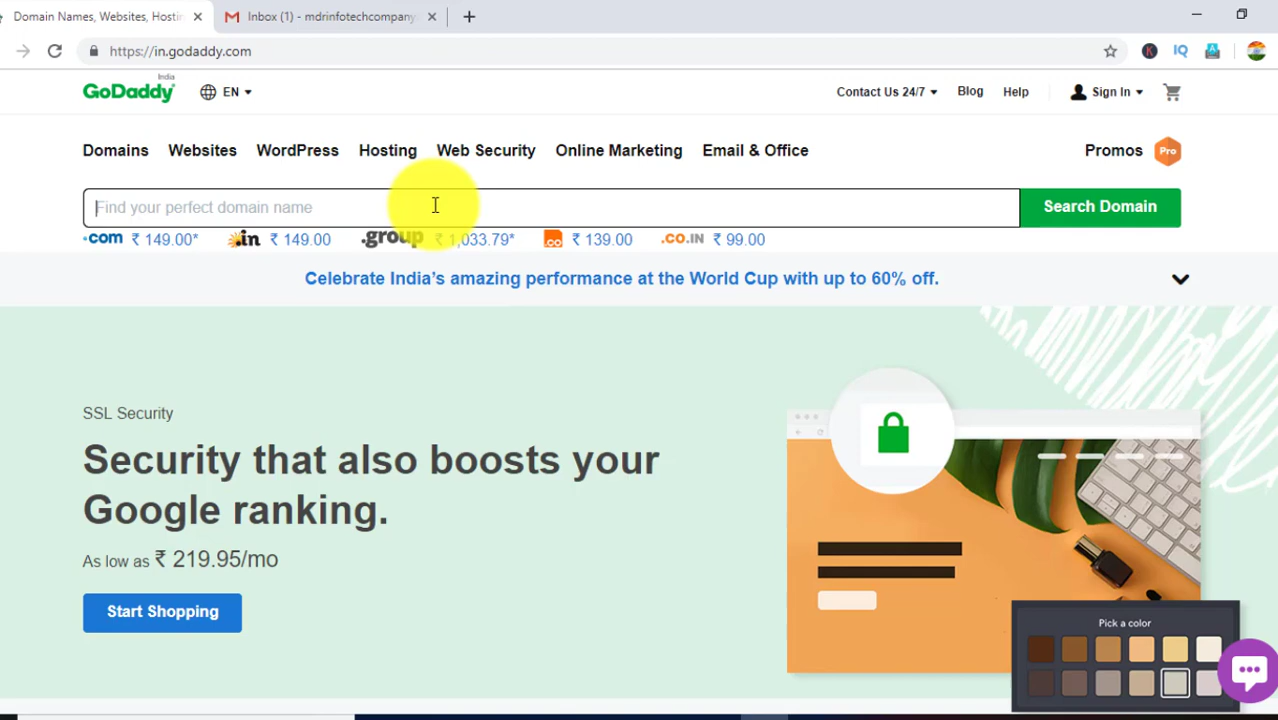 Domain Names, Websites, Hostin
Inbox (1) - mdrinfotechcompany
https://in.godaddy.com
IQ
India
GoDaddy
EN
Contact Us 24/7
Blog
Help
Sign In
Domains
Websites
WordPress
Hosting
Web Security
Online Marketing
Email & Office
Promos
Pro
Find your perfect domain name
Search Domain
.com ₹ 149.00*
.in ₹ 149.00
.group ₹ 1,033.79*
.co ₹ 139.00
.CO.IN ₹ 99.00
Celebrate India's amazing performance at the World Cup with up to 60% off.
SSL Security
Security that also boosts your
Google ranking.
As low as ₹ 219.95/mo
Start Shopping
Pick a color